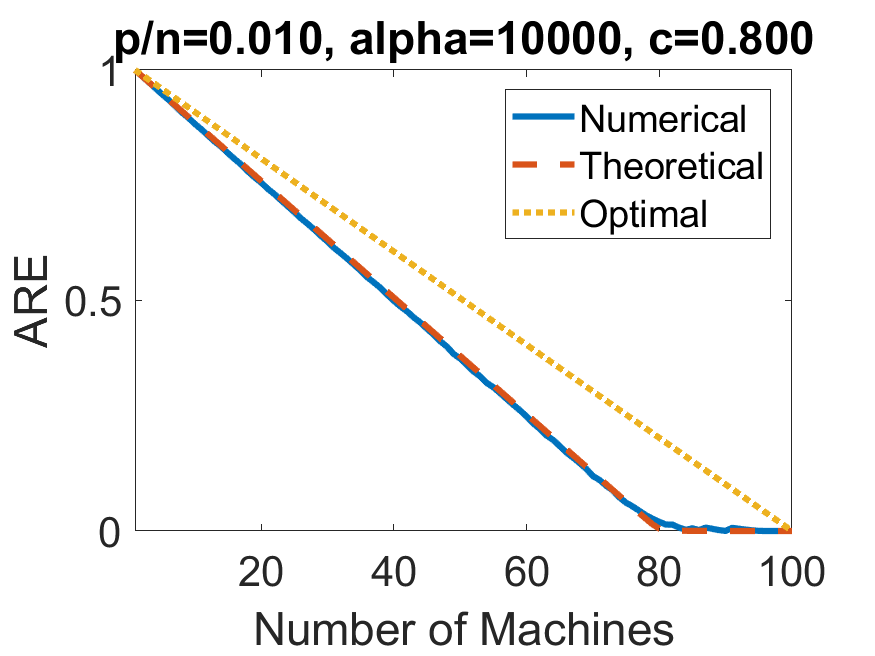 p/n=0.010, alpha=10000, c=0.800
1
0.5
0
ARE
Numerical
Theoretical
Optimal
20 40 60 80 100
Number of Machines